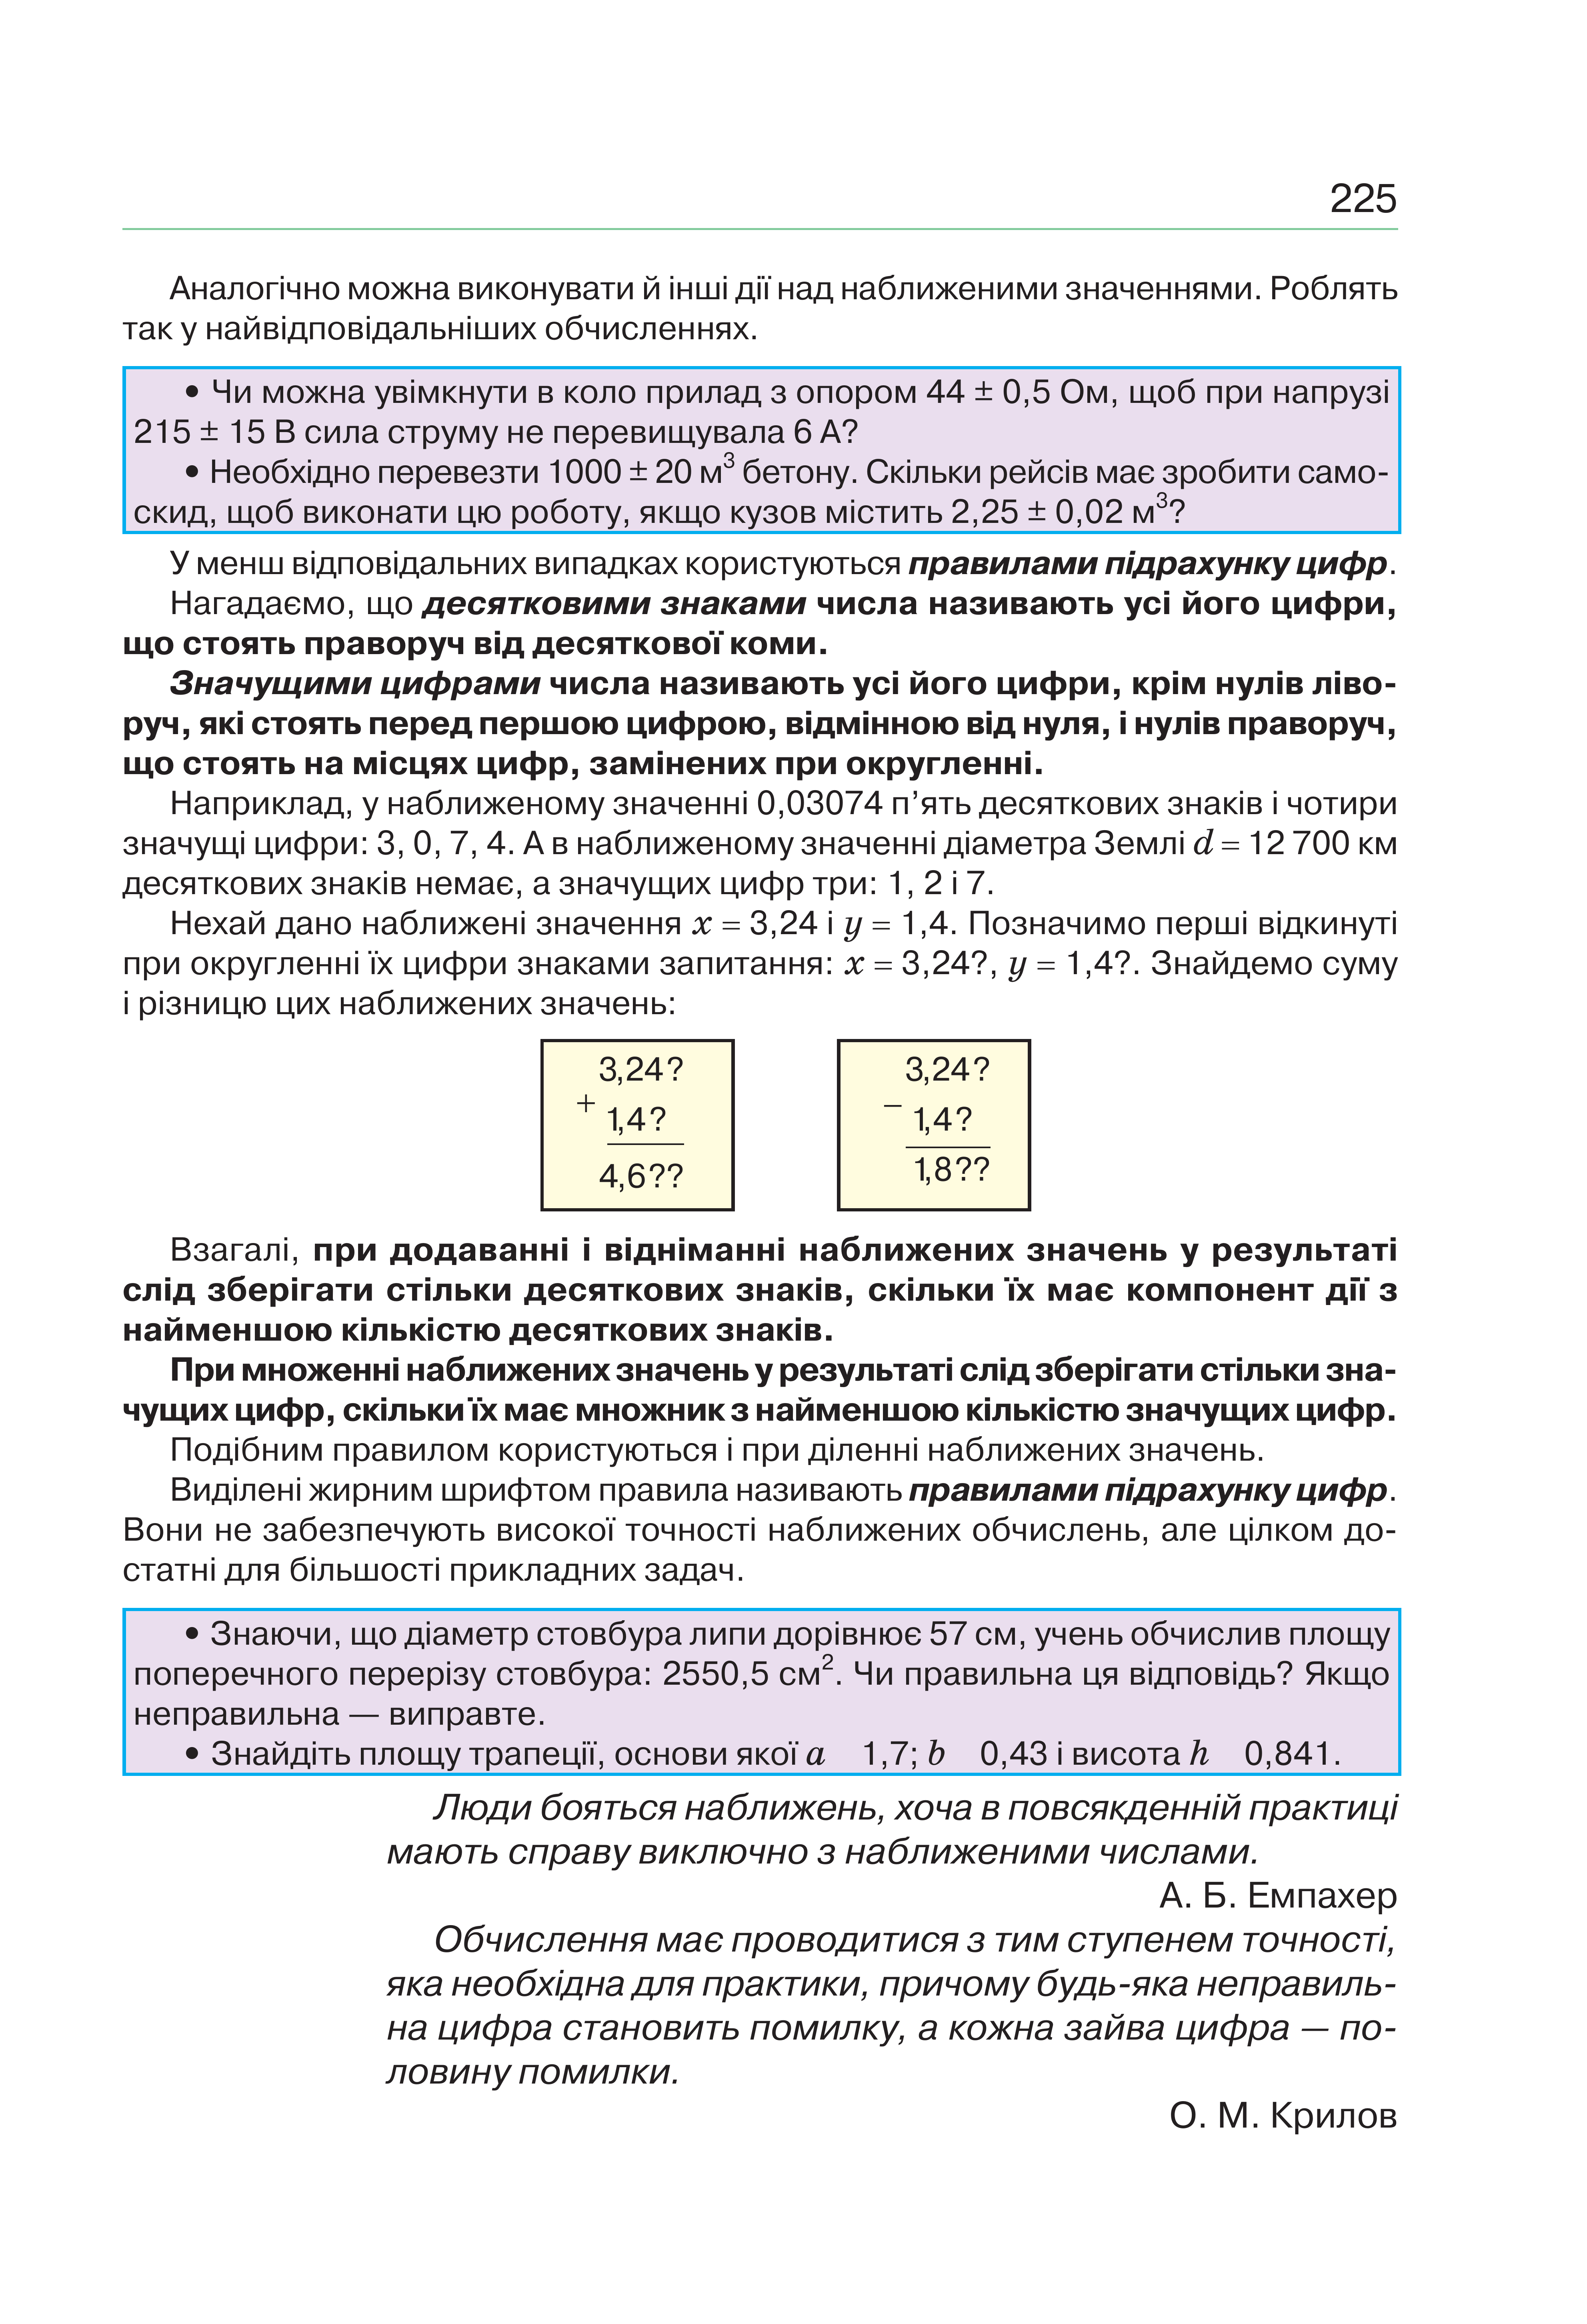 225
Аналогічно можна виконувати й інші дії над наближеними значеннями. Роблять
так у найвідповідальніших обчисленнях.
• Чи можна увімкнути в коло прилад з опором 44 ± 0,5 Ом, щоб при напрузі
215 ± 15 В сила струму не перевищувала 6 А?
• Необхідно перевезти 1000 ± 20 м³ бетону. Скільки рейсів має зробити само-
скид, щоб виконати цю роботу, якщо кузов містить 2,25 ± 0,02 м³?
У менш відповідальних випадках користуються правилами підрахунку цифр.
Нагадаємо, що десятковими знаками числа називають усі його цифри,
що стоять праворуч від десяткової коми.
Значущими цифрами числа називають усі його цифри, крім нулів ліво-
руч, які стоять перед першою цифрою, відмінною від нуля, і нулів праворуч,
що стоять на місцях цифр, замінених при округленні.
Наприклад, у наближеному значенні 0,03074 п’ять десяткових знаків і чотири
значущі цифри: 3, 0, 7, 4. А в наближеному значенні діаметра Землі d = 12 700 км
десяткових знаків немає, а значущих цифр три: 1, 2 і 7.
Нехай дано наближені значення x = 3,24 і y = 1,4. Позначимо перші відкинуті
при округленні їх цифри знаками запитання: x = 3,24?, y = 1,4?. Знайдемо суму
і різницю цих наближених значень:
3,24?
+
1,4?
4,6??
3,24?
–
1,4?
1,8??
Взагалі, при додаванні і відніманні наближених значень у результаті
слід зберігати стільки десяткових знаків, скільки їх має компонент дії з
найменшою кількістю десяткових знаків.
При множенні наближених значень у результаті слід зберігати стільки зна-
чущих цифр, скільки їх має множник з найменшою кількістю значущих цифр.
Подібним правилом користуються і при діленні наближених значень.
Виділені жирним шрифтом правила називають правилами підрахунку цифр.
Вони не забезпечують високої точності наближених обчислень, але цілком до-
статні для більшості прикладних задач.
• Знаючи, що діаметр стовбура липи дорівнює 57 см, учень обчислив площу
поперечного перерізу стовбура: 2550,5 см². Чи правильна ця відповідь? Якщо
неправильна — виправте.
• Знайдіть площу трапеції, основи якої a 1,7; b 0,43 і висота h 0,841.
Люди бояться наближень, хоча в повсякденній практиці
мають справу виключно з наближеними числами.
А. Б. Емпахер
Обчислення має проводитися з тим ступенем точності,
яка необхідна для практики, причому будь-яка неправиль-
на цифра становить помилку, а кожна зайва цифра — по-
ловину помилки.
О. М. Крилов